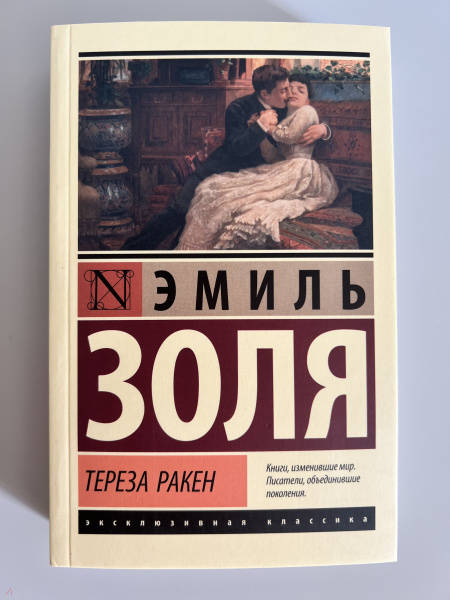 N ЭМИЛЬ
ЗОЛЯ
ТЕРЕЗА РАКЕН
Книги, изменившие мир.
Писатели, объединившие
поколения.
эксклюзивная классика